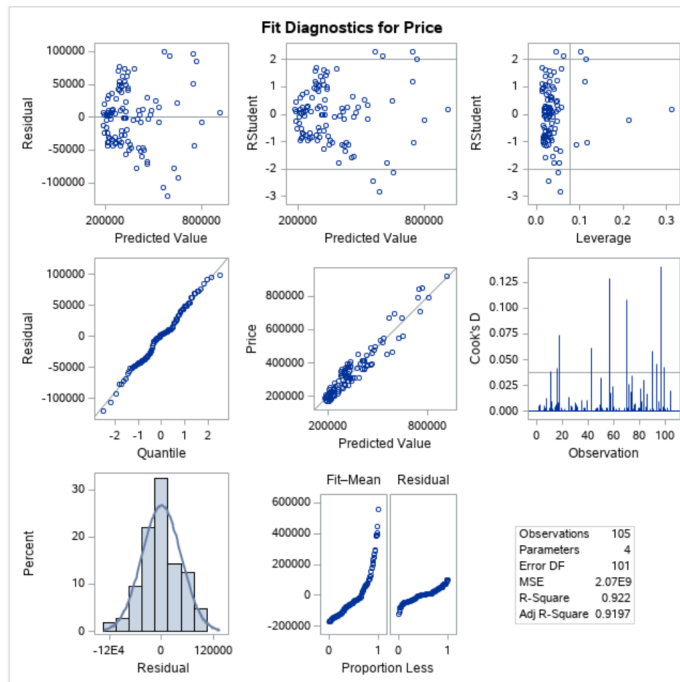 Fit Diagnostics for Price
100000
50000
0
-50000
-100000
Residual
200000 800000
Predicted Value
2
1
0
-1
-2
-3
RStudent
200000 800000
Predicted Value
2
1
0
-1
-2
-3
RStudent
0.0 0.1 0.2 0.3
Leverage
100000
50000
0
-50000
-100000
Residual
-2 -1 0 1 2
Quantile
800000
600000
400000
200000
Price
200000 800000
Predicted Value
0.125
0.100
0.075
0.050
0.025
0.000
Cook's D
0 20 40 60 80 100
Observation
30
20
10
0
Percent
-12E4 0 120000
Residual
Fit–Mean Residual
600000
400000
200000
0
-200000
0 1 0 1
Proportion Less
Observations 105
Parameters 4
Error DF 101
MSE 2.07E9
R-Square 0.922
Adj R-Square 0.9197